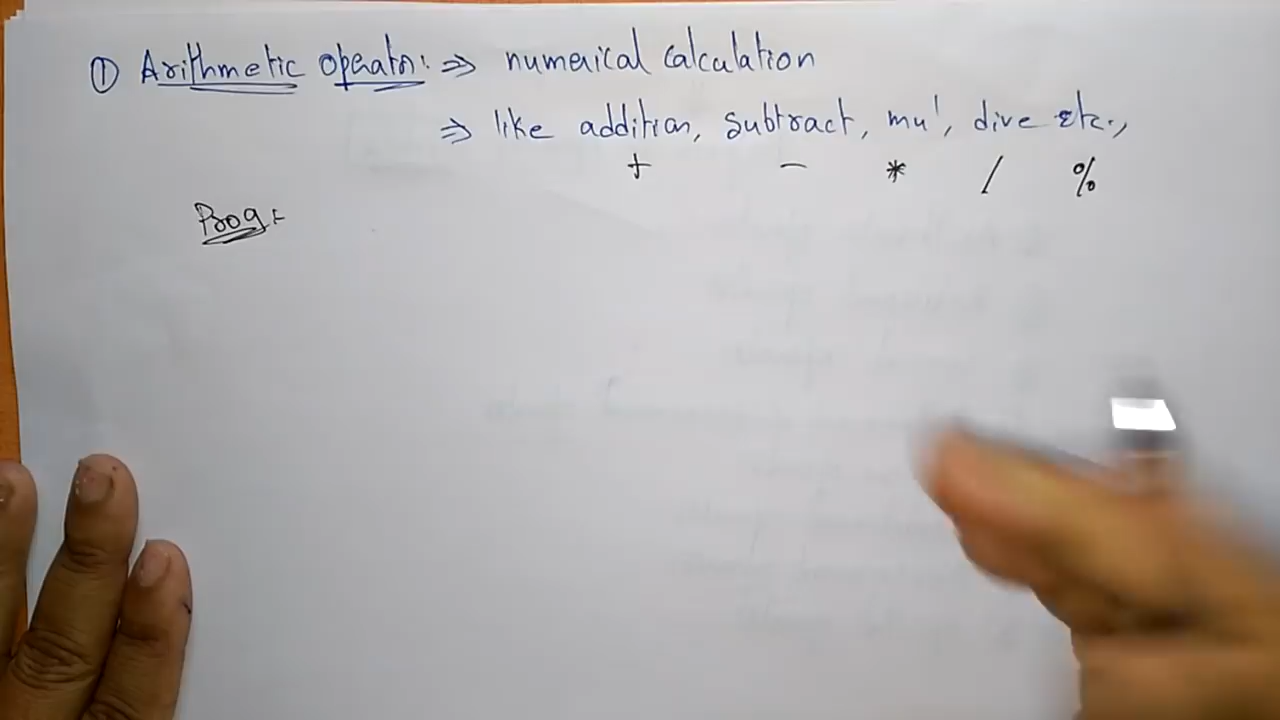 ① Arithmetic operator: ⇒ numerical calculation
⇒ like addition, subtract, mul, dive etc.,
+ - * / %
Prog:-